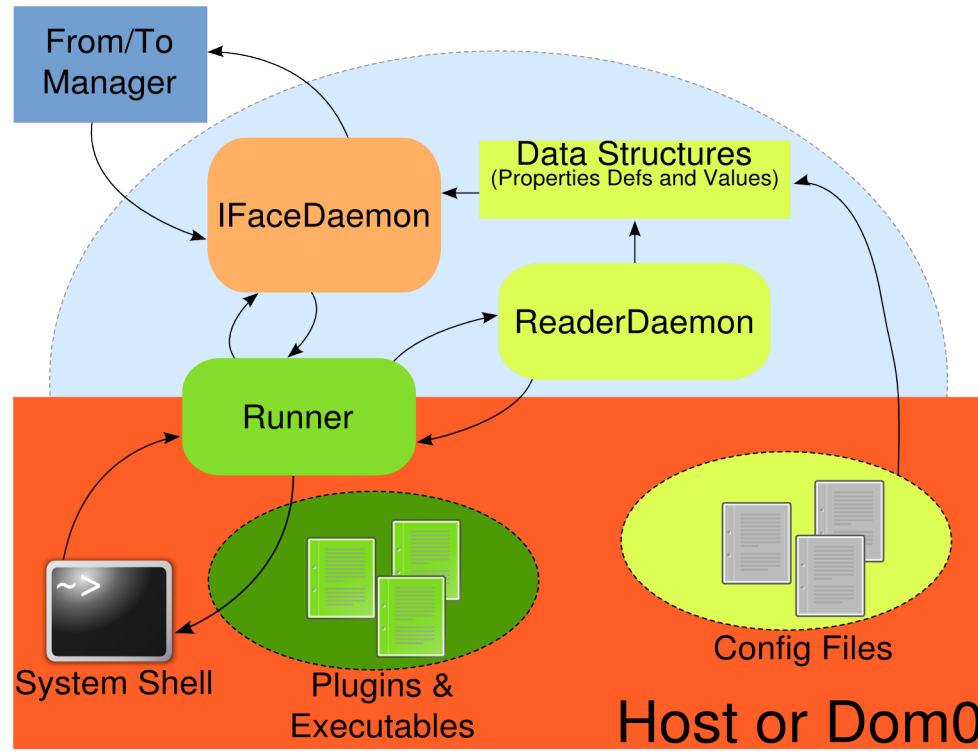 From/To
Manager
Data Structures
(Properties Defs and Values)
IFaceDaemon
ReaderDaemon
Runner
~>
System Shell
Plugins &
Executables
Config Files
Host or Dom0